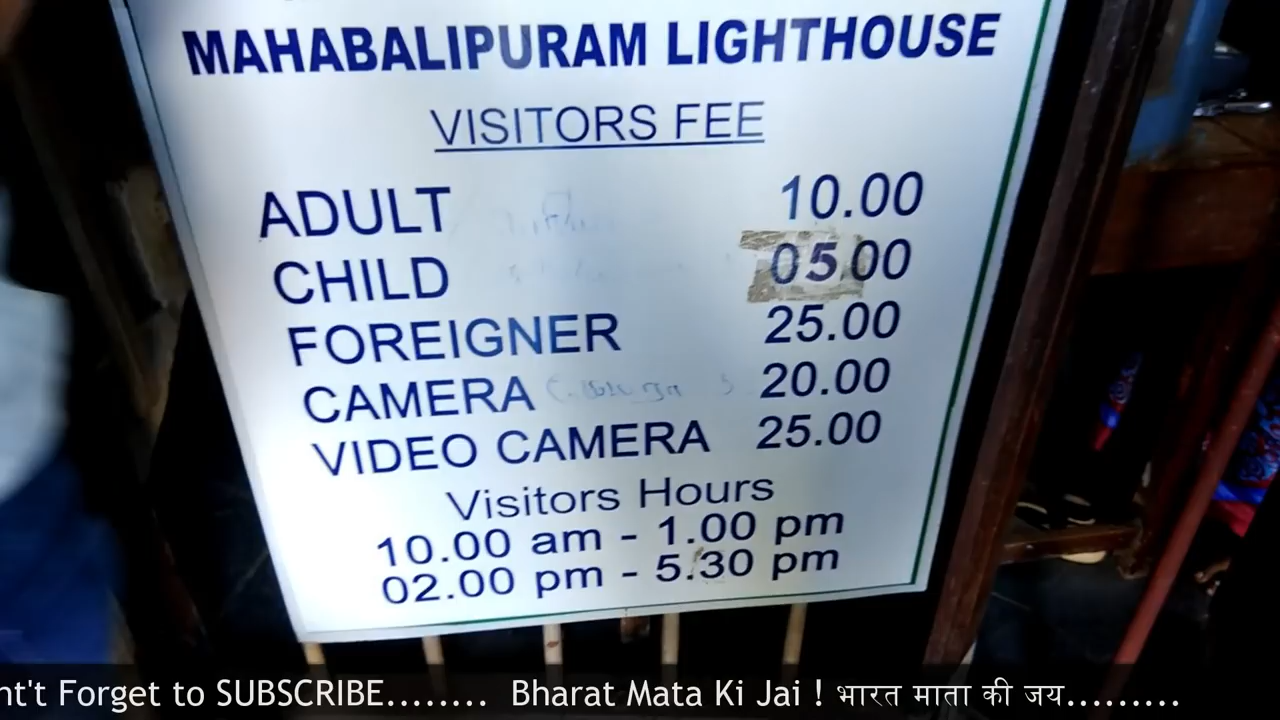 MAHABALIPURAM LIGHTHOUSE
VISITORS FEE
ADULT 10.00
CHILD 05.00
FOREIGNER 25.00
CAMERA 20.00
VIDEO CAMERA 25.00
Visitors Hours
10.00 am - 1.00 pm
02.00 pm - 5.30 pm
nt't Forget to SUBSCRIBE........ Bharat Mata Ki Jai ! भारत माता की जय.........